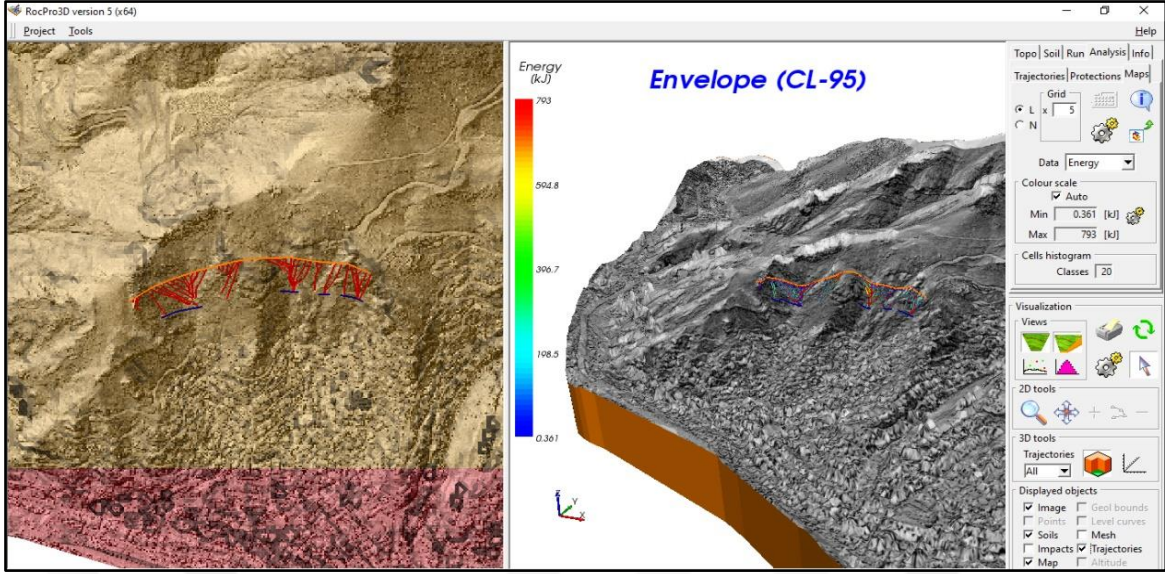 RocPro3D version 5 (x64)
Project Tools Help
Energy
(kJ)
Envelope (CL-95)
793
594.8
396.7
198.5
0.361
Z
Y
X
Topo Soil Run Analysis Info
Trajectories Protections Maps
Grid
L x 5
N
Data Energy
Colour scale
Auto
Min 0.361 [kJ]
Max 793 [kJ]
Cells histogram
Classes 20
Visualization
Views
2D tools
3D tools
Trajectories
All
Displayed objects
Image Geol bounds
Points Level curves
Soils Mesh
Impacts Trajectories
Map Altitude